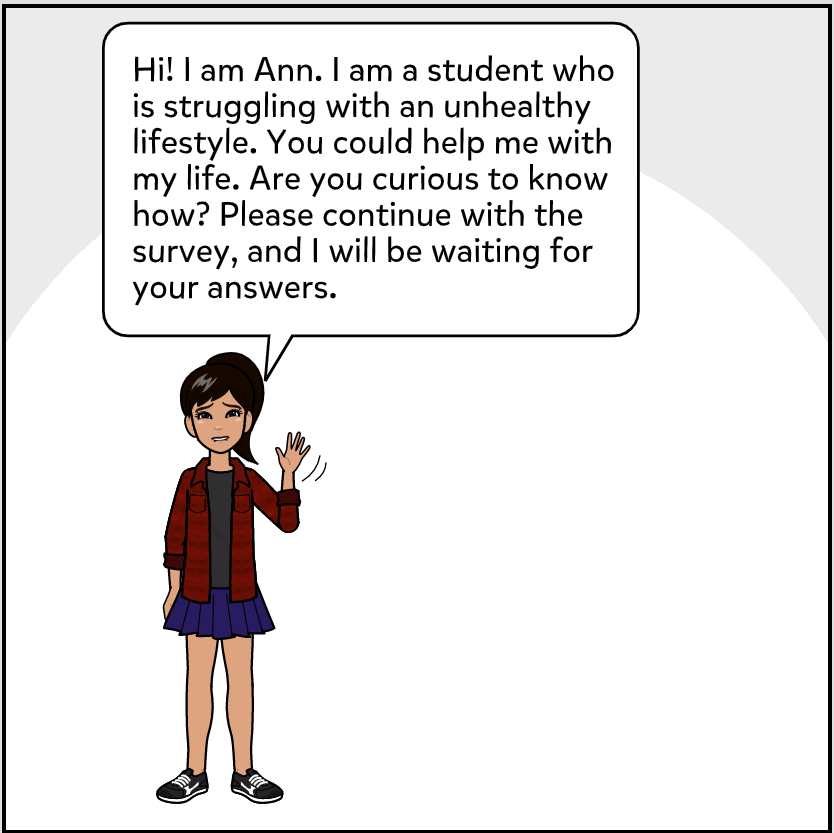 Hi! I am Ann. I am a student who
is struggling with an unhealthy
lifestyle. You could help me with
my life. Are you curious to know
how? Please continue with the
survey, and I will be waiting for
your answers.